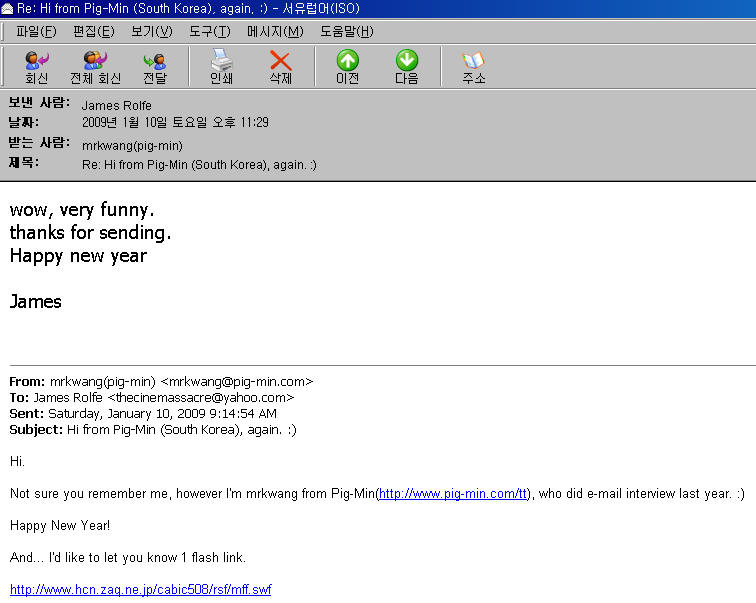 Re: Hi from Pig-Min (South Korea), again. :) - 서유럽어(ISO)
파일(F) 편집(E) 보기(V) 도구(T) 메시지(M) 도움말(H)
회신 전체 회신 전달 인쇄 삭제 이전 다음 주소
보낸 사람: James Rolfe
날짜: 2009년 1월 10일 토요일 오후 11:29
받는 사람: mrkwang(pig-min)
제목: Re: Hi from Pig-Min (South Korea), again. :)
wow, very funny.
thanks for sending.
Happy new year
James
From: mrkwang(pig-min) <mrkwang@pig-min.com>
To: James Rolfe <thecinemassacre@yahoo.com>
Sent: Saturday, January 10, 2009 9:14:54 AM
Subject: Hi from Pig-Min (South Korea), again. :)
Hi.
Not sure you remember me, however I'm mrkwang from Pig-Min(http://www.pig-min.com/tt), who did e-mail interview last year. :)
Happy New Year!
And... I'd like to let you know 1 flash link.
http://www.hcn.zaq.ne.jp/cabic508/rsf/mff.swf